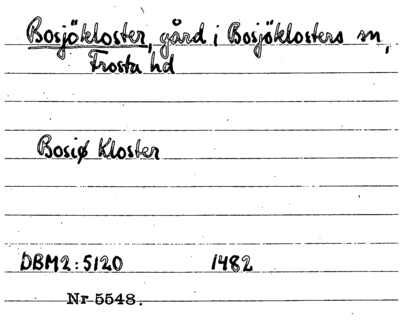 Bosjökloster, gård i Bosjöklosters sn,
Frosta hd
Bosiø Kloster
DBM2:5120 1482
Nr 5548.